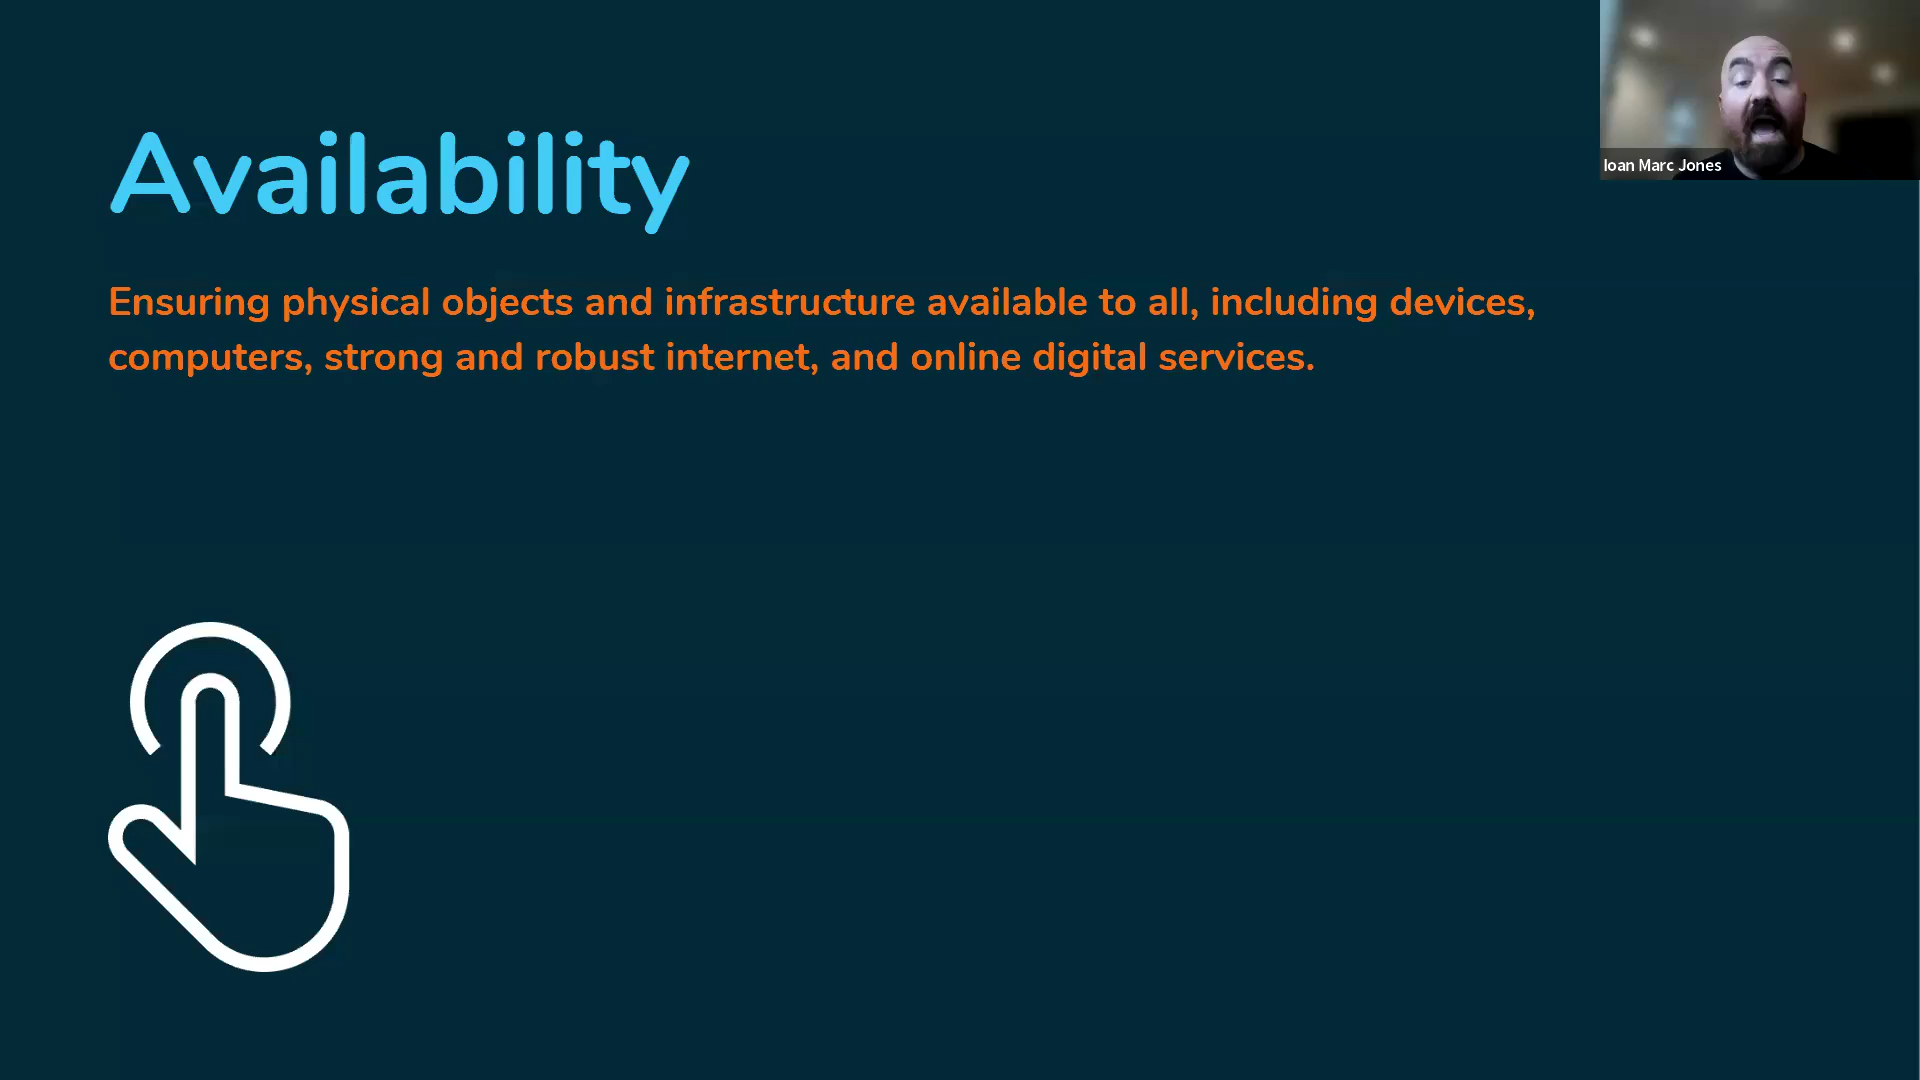 Availability
Ensuring physical objects and infrastructure available to all, including devices,
computers, strong and robust internet, and online digital services.
Ioan Marc Jones